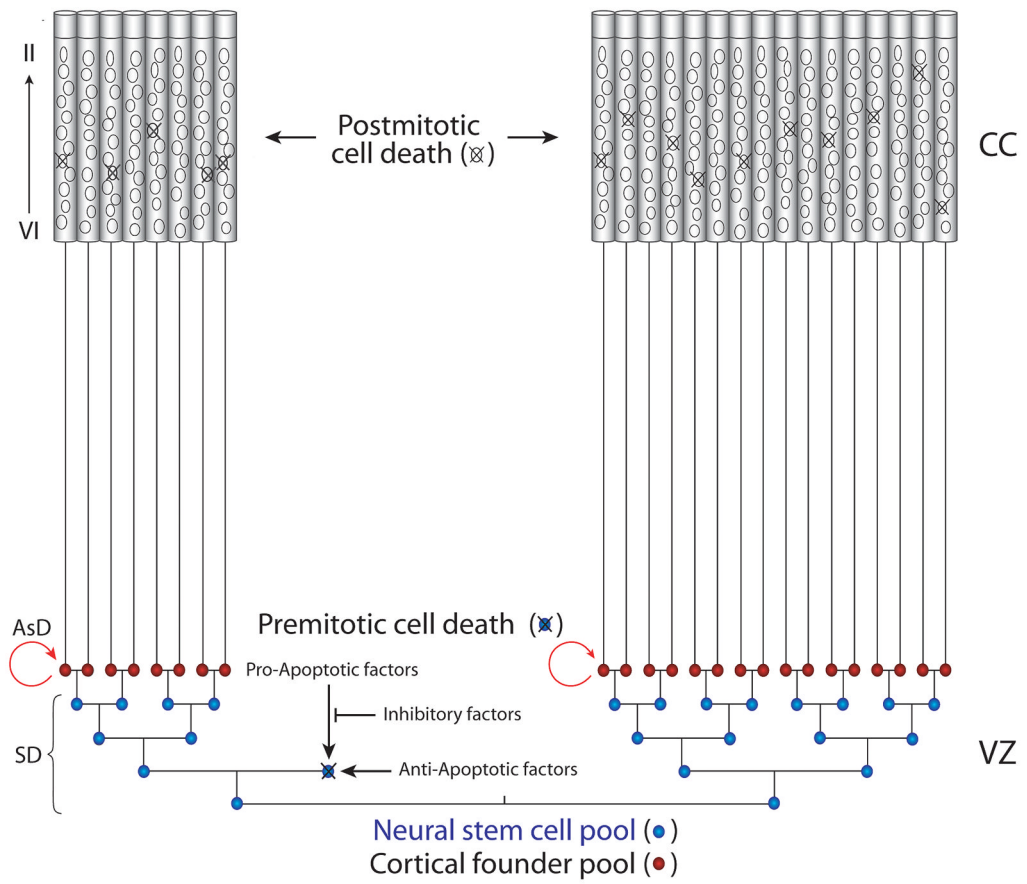 II
VI
Postmitotic
cell death ( )
CC
AsD
Premitotic cell death ( )
Pro-Apoptotic factors
Inhibitory factors
SD
Anti-Apoptotic factors
VZ
Neural stem cell pool ( )
Cortical founder pool ( )